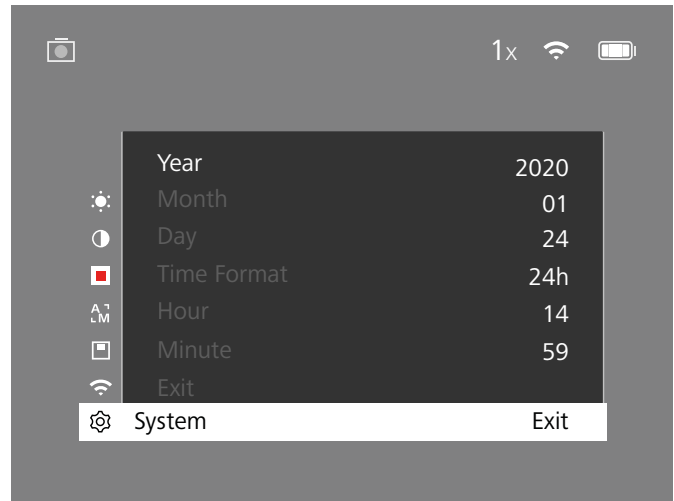 1x
Year 2020
Month 01
Day 24
Time Format 24h
Hour 14
Minute 59
Exit
System Exit
A
M